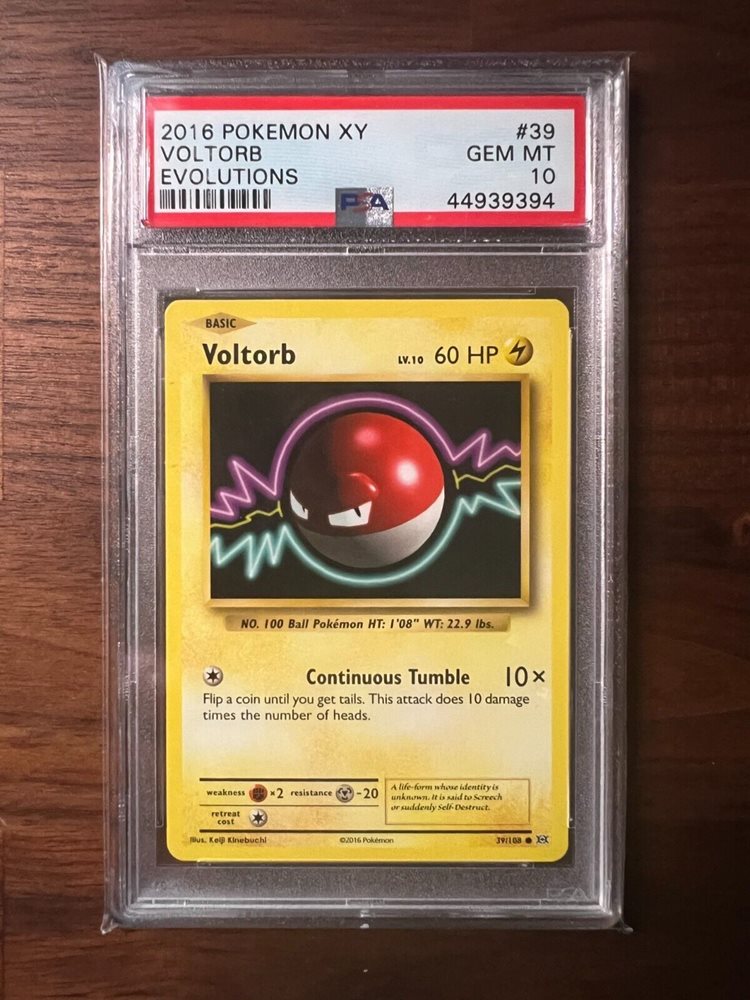 2016 POKEMON XY #39
VOLTORB GEM MT
EVOLUTIONS 10
PSA 44939394
BASIC
Voltorb LV.10 60 HP
NO. 100 Ball Pokémon HT: 1'08" WT: 22.9 lbs.
Continuous Tumble 10×
Flip a coin until you get tails. This attack does 10 damage
times the number of heads.
weakness ×2 resistance -20
retreat
cost
A life-form whose identity is
unknown. It is said to Screech
or suddenly Self-Destruct.
Illus. Keiji Kinebuchi ©2016 Pokémon 39/108
PSA